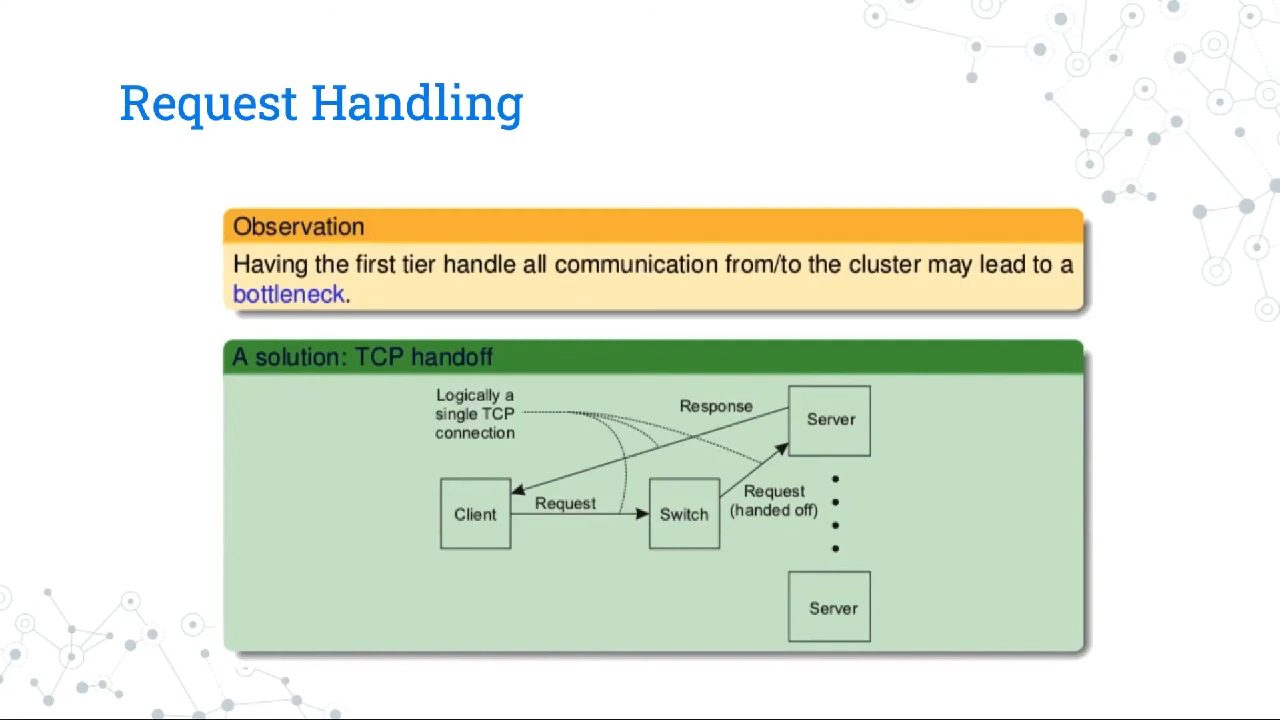 Request Handling
Observation
Having the first tier handle all communication from/to the cluster may lead to a
bottleneck.
A solution: TCP handoff
Logically a
single TCP
connection
Response
Server
Client
Request
Switch
Request
(handed off)
Server